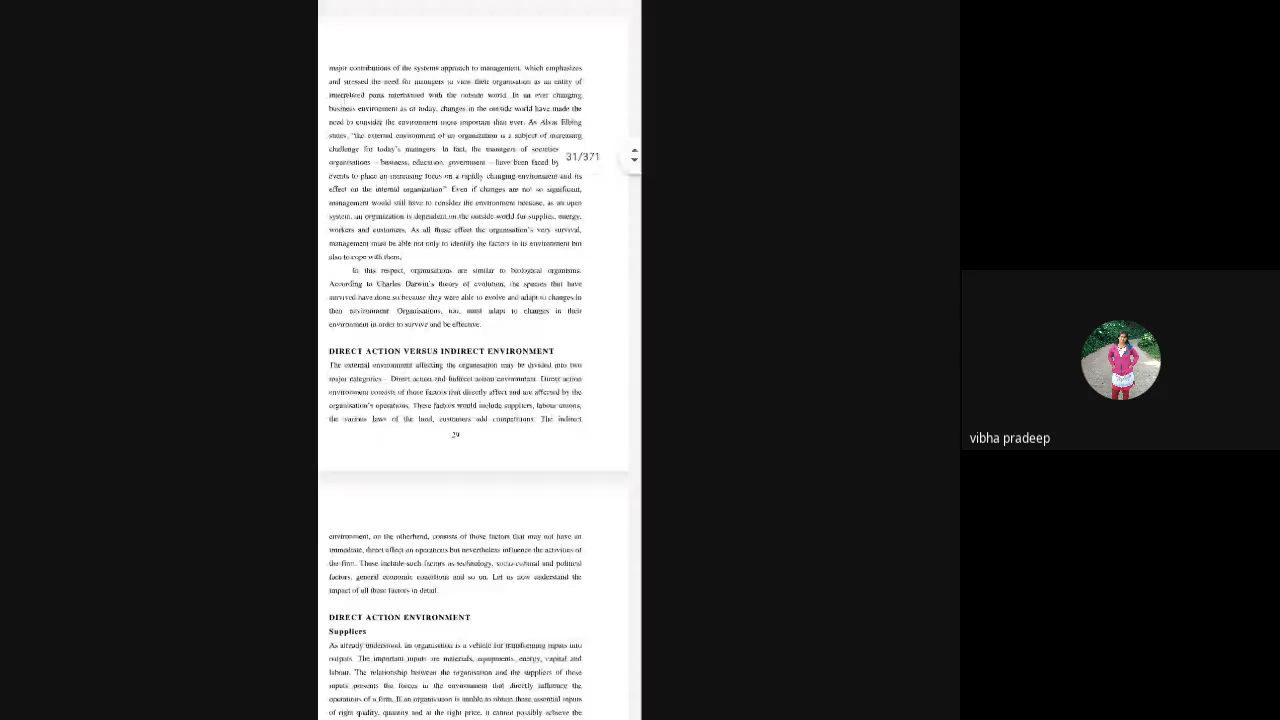 major contributions of the systems approach to management, which emphasizes
and stressed the need for managers to view their organisation as an entity of
interrelated parts intertwined with the outside world. In an ever changing
business environment as of today, changes in the outside world have made the
need to consider the environment more important than ever. As Alvar Elbing
states, "the external environment of an organization is a subject of increasing
challenge for today's managers. In fact, the managers of societies
organisations – business, education, government – have been faced by
events to place an increasing focus on a rapidly changing environment and its
effect on the internal organization" Even if changes are not so significant,
management would still have to consider the environment because, as an open
system, an organization is dependent on the outside world for supplies, energy,
workers and customers. As all these effect the organisation's very survival,
management must be able not only to identify the factors in its environment but
also to cope with them.
In this respect, organisations are similar to biological organisms.
According to Charles Darwin's theory of evolution, the species that have
survived have done so because they were able to evolve and adapt to changes in
their environment. Organisations, too, must adapt to changes in their
environment in order to survive and be effective.
DIRECT ACTION VERSUS INDIRECT ENVIRONMENT
The external environment affecting the organisation may be divided into two
major categories – Direct action and Indirect action environment. Direct action
environment consists of those factors that directly affect and are affected by the
organisation's operations. These factors would include suppliers, labour unions,
the various laws of the land, customers add competitions. The indirect
29
environment, on the otherhend, consists of those factors that may not have an
immediate, direct effect on operations but nevertheless influence the activities of
the firm. These include such factors as technology, socio-cultural and political
factors, general economic conditions and so on. Let us now understand the
impact of all these factors in detail.
DIRECT ACTION ENVIRONMENT
Suppliers
As already understood, an organisation is a vehicle for transforming inputs into
outputs. The important inputs are materials, equipments, energy, capital and
labour. The relationship between the organisation and the suppliers of these
inputs presents the forces in the environment that directly influence the
operations of a firm. If an organisation is unable to obtain these essential inputs
of right quality, quantity and at the right price, it cannot possibly achieve the
31/371
vibha pradeep